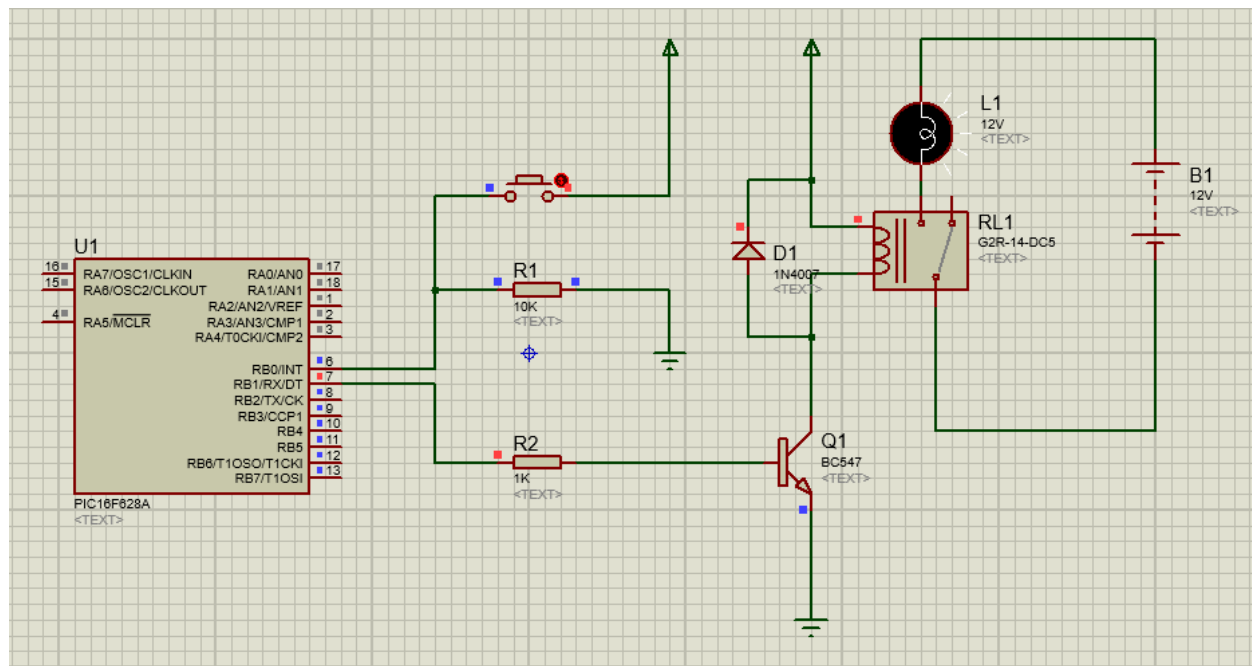 L1
12V
<TEXT>
B1
12V
<TEXT>
RL1
G2R-14-DC5
<TEXT>
D1
1N4007
<TEXT>
U1
16 RA7/OSC1/CLKIN RA0/AN0 17
15 RA6/OSC2/CLKOUT RA1/AN1 18
RA2/AN2/VREF 1
4 RA5/MCLR RA3/AN3/CMP1 2
RA4/T0CKI/CMP2 3
RB0/INT 6
RB1/RX/DT 7
RB2/TX/CK 8
RB3/CCP1 9
RB4 10
RB5 11
RB6/T1OSO/T1CKI 12
RB7/T1OSI 13
PIC16F628A
<TEXT>
R1
10K
<TEXT>
R2
1K
<TEXT>
Q1
BC547
<TEXT>